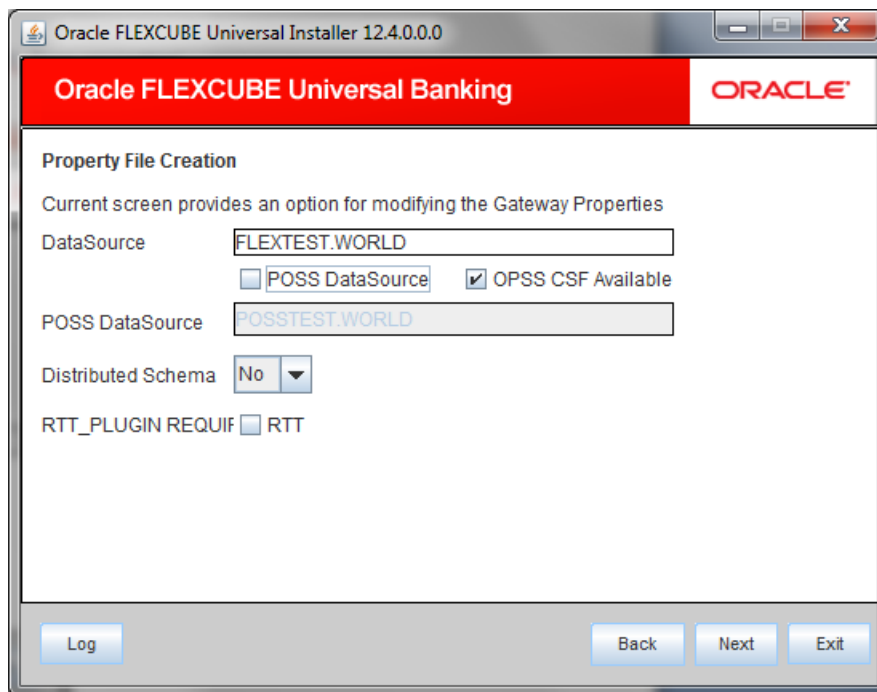 Oracle FLEXCUBE Universal Installer 12.4.0.0.0
Oracle FLEXCUBE Universal Banking ORACLE
Property File Creation
Current screen provides an option for modifying the Gateway Properties
DataSource FLEXTEST.WORLD
POSS DataSource OPSS CSF Available
POSS DataSource POSSTEST.WORLD
Distributed Schema No
RTT_PLUGIN REQUIF RTT
Log Back Next Exit